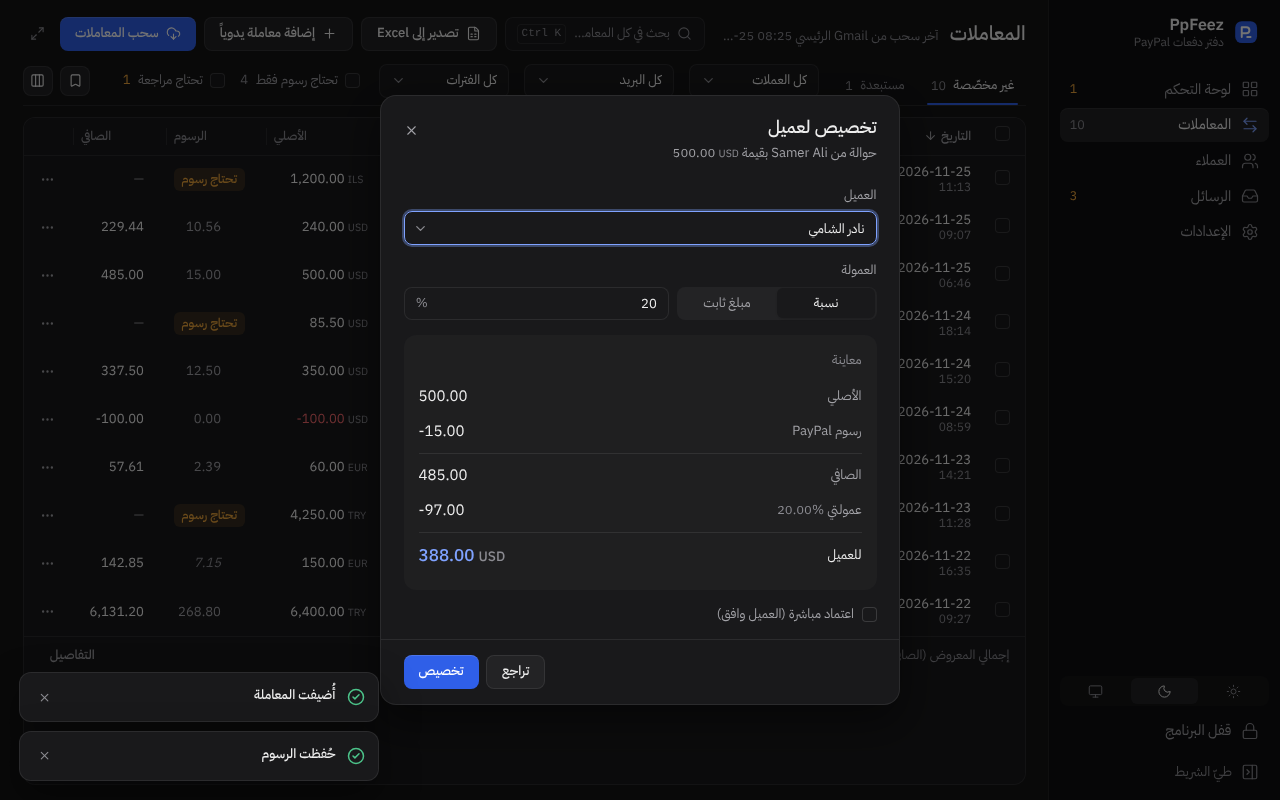 PpFeez
دفتر دفعات PayPal
لوحة التحكم 1
المعاملات 10
العملاء
الرسائل 3
الإعدادات
قفل البرنامج
طيّ الشريط
المعاملات
آخر سحب من Gmail الرئيسي 08:25 25-...
بحث في كل المعامـ... Ctrl K
تصدير إلى Excel
إضافة معاملة يدوياً
سحب المعاملات
غير مخصّصة 10
مستبعدة 1
كل العملات
كل البريد
كل الفترات
تحتاج رسوم فقط 4
تحتاج مراجعة 1
التاريخ
الأصلي
الرسوم
الصافي
2026-11-25
11:13
1,200.00 ILS
تحتاج رسوم
—
2026-11-25
09:07
240.00 USD
10.56
229.44
2026-11-25
06:46
500.00 USD
15.00
485.00
2026-11-24
18:14
85.50 USD
تحتاج رسوم
—
2026-11-24
15:20
350.00 USD
12.50
337.50
2026-11-24
08:59
-100.00 USD
0.00
-100.00
2026-11-23
14:21
60.00 EUR
2.39
57.61
2026-11-23
11:28
4,250.00 TRY
تحتاج رسوم
—
2026-11-22
16:35
150.00 EUR
7.15
142.85
2026-11-22
09:27
6,400.00 TRY
268.80
6,131.20
إجمالي المعروض (الصا
التفاصيل
تخصيص لعميل
حوالة من Samer Ali بقيمة 500.00 USD
العميل
نادر الشامي
العمولة
نسبة
مبلغ ثابت
20 %
معاينة
الأصلي 500.00
رسوم PayPal -15.00
الصافي 485.00
عمولتي 20.00% -97.00
للعميل 388.00 USD
اعتماد مباشرة (العميل وافق)
تراجع
تخصيص
أُضيفت المعاملة
حُفظت الرسوم